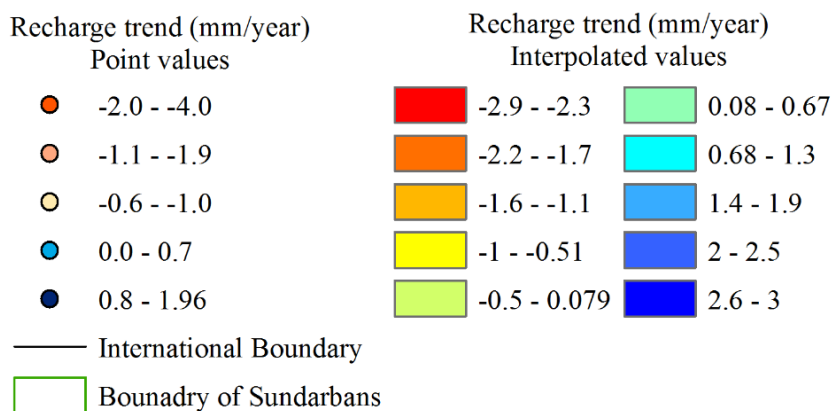 Recharge trend (mm/year)
Point values
-2.0 - -4.0
-1.1 - -1.9
-0.6 - -1.0
0.0 - 0.7
0.8 - 1.96
International Boundary
Bounadry of Sundarbans
Recharge trend (mm/year)
Interpolated values
-2.9 - -2.3
-2.2 - -1.7
-1.6 - -1.1
-1 - -0.51
-0.5 - 0.079
0.08 - 0.67
0.68 - 1.3
1.4 - 1.9
2 - 2.5
2.6 - 3